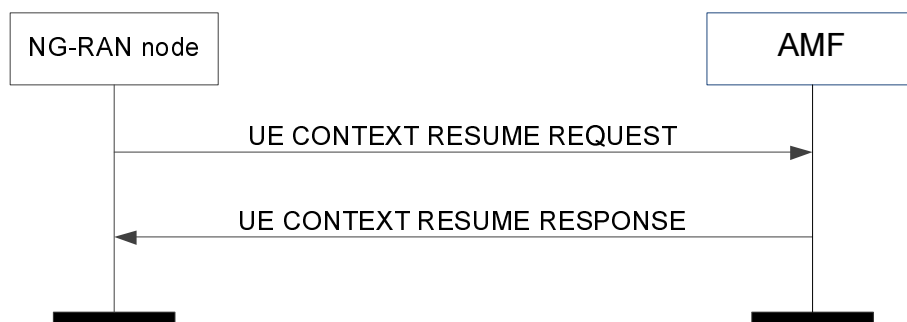 NG-RAN node
AMF
UE CONTEXT RESUME REQUEST
UE CONTEXT RESUME RESPONSE